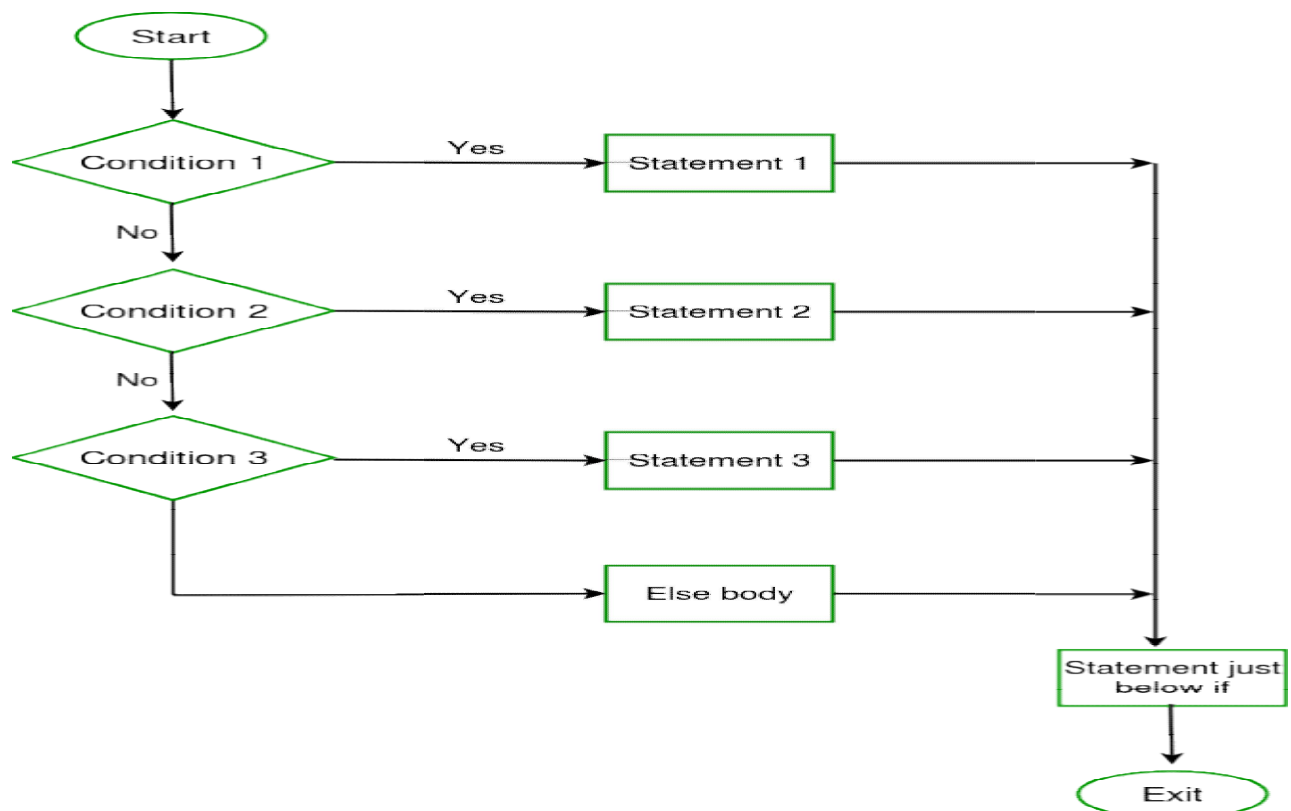 Start
Condition 1
Yes
Statement 1
No
Condition 2
Yes
Statement 2
No
Condition 3
Yes
Statement 3
Else body
Statement just
below if
Exit